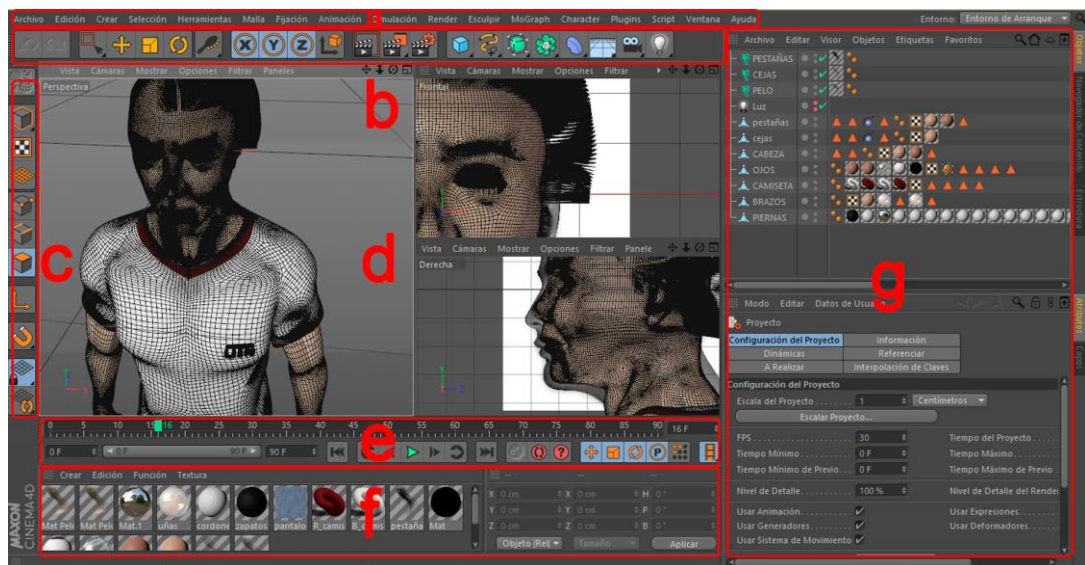 Archivo Edición Crear Selección Herramientas Malla Fijación Animación Simulación Render Esculpir MoGraph Character Plugins Script Ventana Ayuda Entorno: Entorno de Arranque
a
X Y Z
Vista Cámaras Mostrar Opciones Filtrar Paneles
Perspectiva
b
Vista Cámaras Mostrar Opciones Filtrar
Frontal
c
d
Vista Cámaras Mostrar Opciones Filtrar Panele
Derecha
Y
Z
OTR
0 5 10 15 16 20 25 30 35 40 45 50 55 60 65 70 75 80 85 90 16 F
0 F 0 F 90 F 90 F
e
P
Crear Edición Función Textura
f
Mat Pel Mat Pel Mat.1 uñas cordone zapatos pantalo R_camis B_camis pestaña Mat
-- -- --
X 0 cm X 0 cm H 0°
Y 0 cm Y 0 cm P 0°
Z 0 cm Z 0 cm B 0°
Objeto (Rel) Tamaño Aplicar
MAXON
CINEMA 4D
Archivo Editar Visor Objetos Etiquetas Favoritos
PESTAÑAS
CEJAS
PELO
Luz
pestañas
cejas
CABEZA
OJOS
CAMISETA
BRAZOS
PIERNAS
g
Objetos
Navegador de Contenido
Estructura
Modo Editar Datos de Usuario
Proyecto
Configuración del Proyecto Información
Dinámicas Referenciar
A Realizar Interpolación de Claves
Configuración del Proyecto
Escala del Proyecto 1 Centímetros
Escalar Proyecto...
FPS 30 Tiempo del Proyecto
Tiempo Mínimo 0 F Tiempo Máximo
Tiempo Mínimo de Previo 0 F Tiempo Máximo de Previo
Nivel de Detalle 100 % Nivel de Detalle del Render
Usar Animación Usar Expresiones
Usar Generadores Usar Deformadores
Usar Sistema de Movimiento
Atributos
Capas